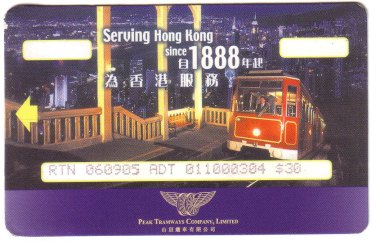 Serving Hong Kong
since
自1888年起
為香港服務
RTN 060905 ADT 011000304 $30
PEAK TRAMWAYS COMPANY, LIMITED
山頂纜車有限公司